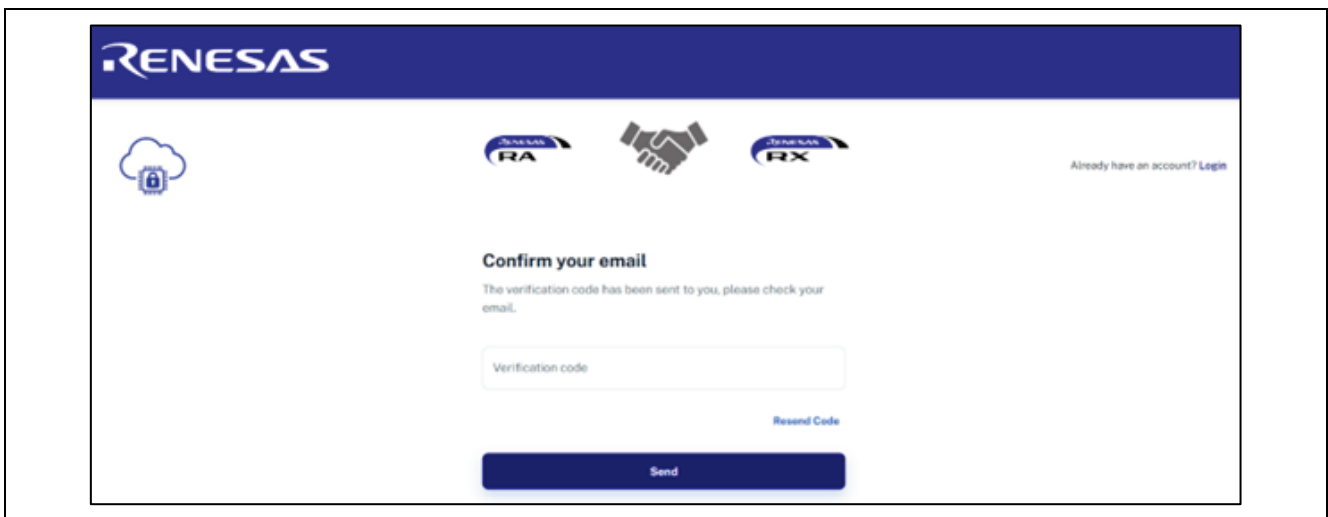 RENESAS
RENESAS
RA
RENESAS
RX
Already have an account? Login
Confirm your email
The verification code has been sent to you, please check your
email.
Verification code
Resend Code
Send